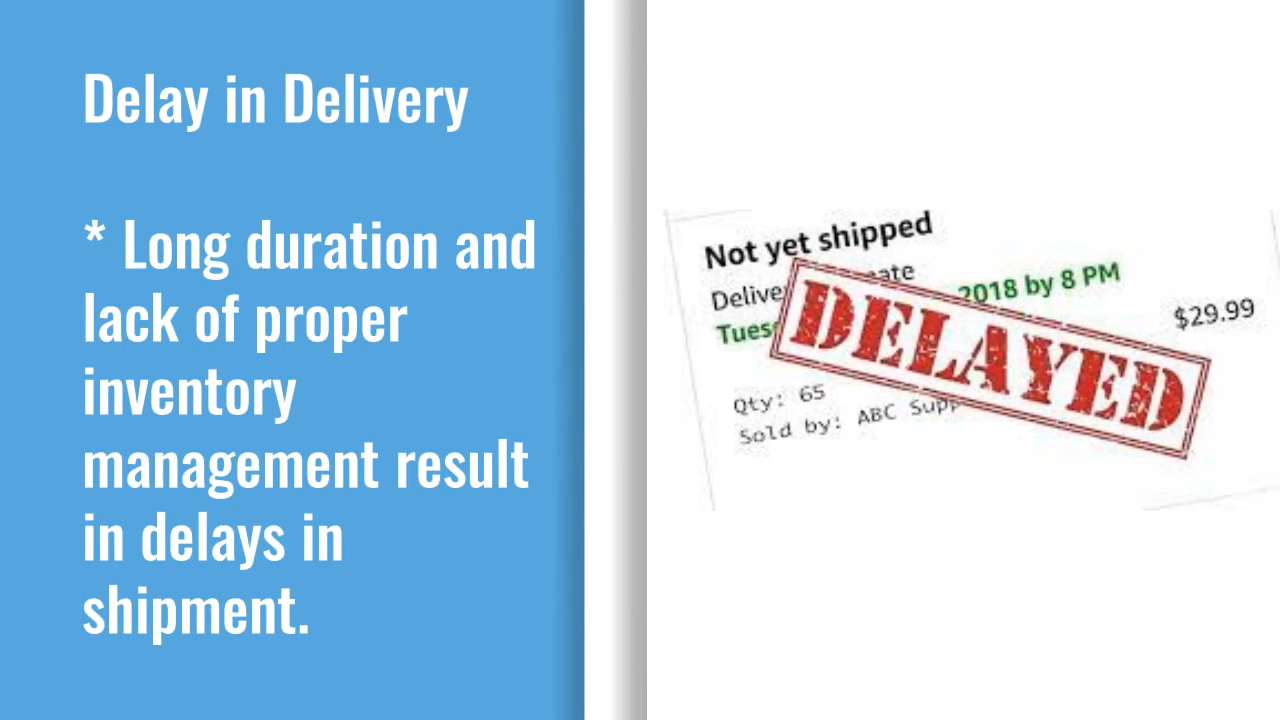 Delay in Delivery
* Long duration and
lack of proper
inventory
management result
in delays in
shipment.
Not yet shipped
2018 by 8 PM
$29.99
DELAYED
Qty: 65
Sold by: ABC